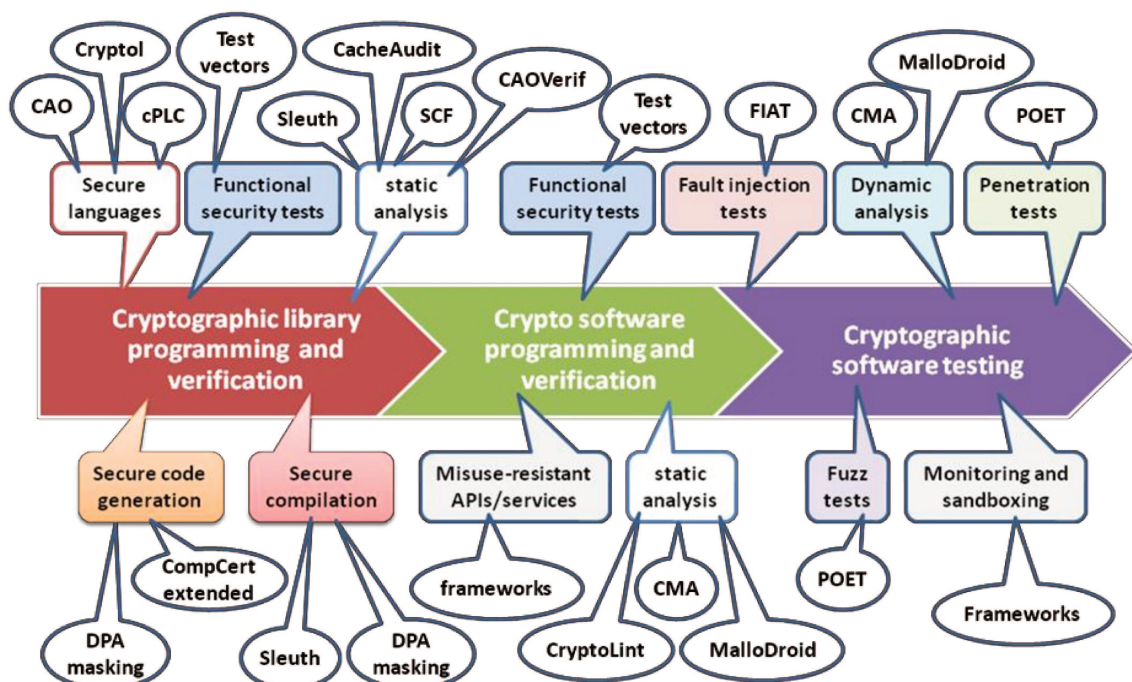 Cryptol
Test
vectors
CacheAudit
MalloDroid
CAO
cPLC
Sleuth
SCF
CAOVerif
Test
vectors
FIAT
CMA
POET
Secure
languages
Functional
security tests
static
analysis
Functional
security tests
Fault injection
tests
Dynamic
analysis
Penetration
tests
Cryptographic library
programming and
verification
Crypto software
programming and
verification
Cryptographic
software testing
Secure code
generation
Secure
compilation
Misuse-resistant
APIs/services
static
analysis
Fuzz
tests
Monitoring and
sandboxing
CompCert
extended
frameworks
CMA
POET
Frameworks
DPA
masking
Sleuth
DPA
masking
CryptoLint
MalloDroid